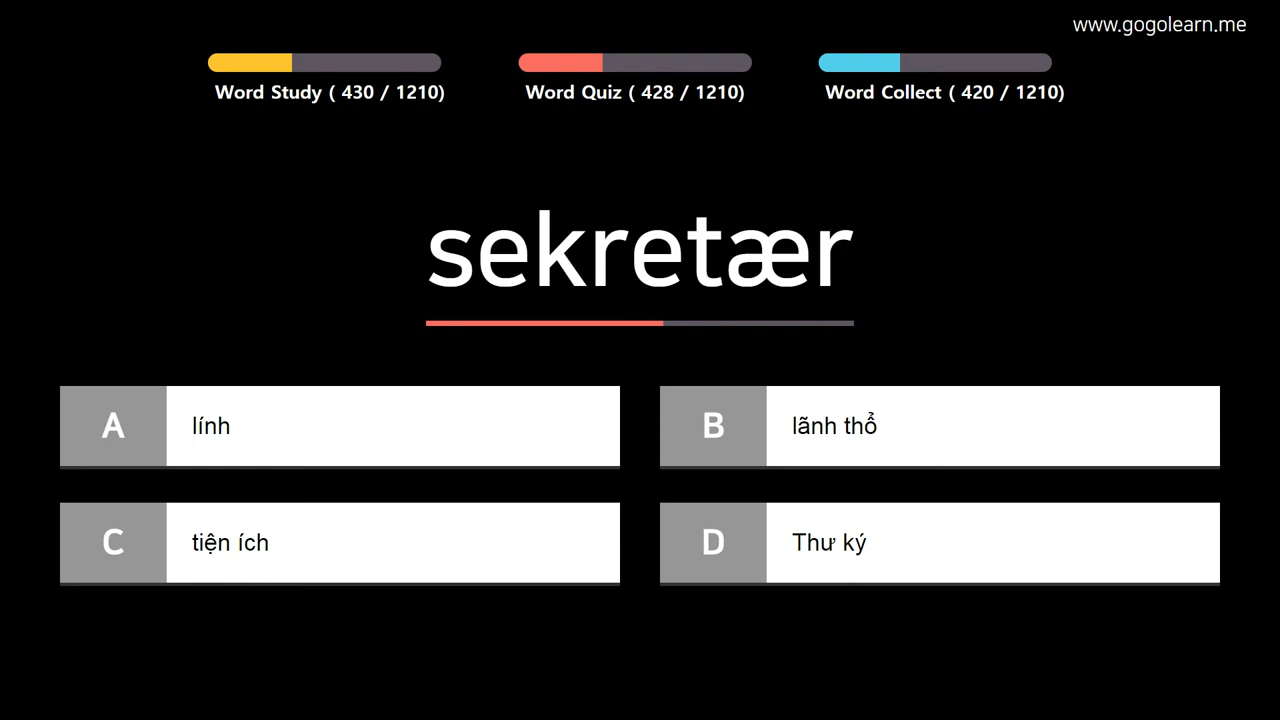 www.gogolearn.me
Word Study ( 430 / 1210)
Word Quiz ( 428 / 1210)
Word Collect ( 420 / 1210)
sekretær
A lính
B lãnh thổ
C tiện ích
D Thư ký